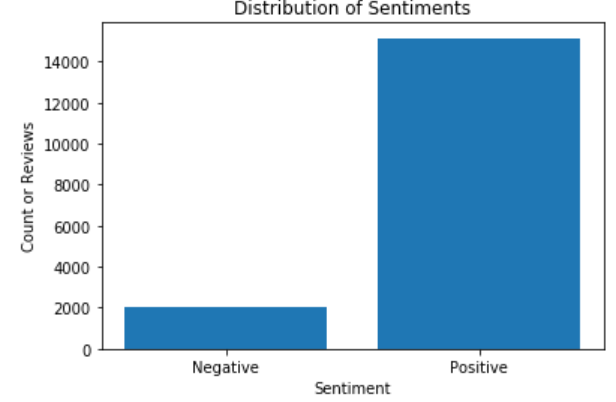 Distribution of Sentiments
14000
12000
10000
8000
6000
4000
2000
0
Count or Reviews
Negative Positive
Sentiment